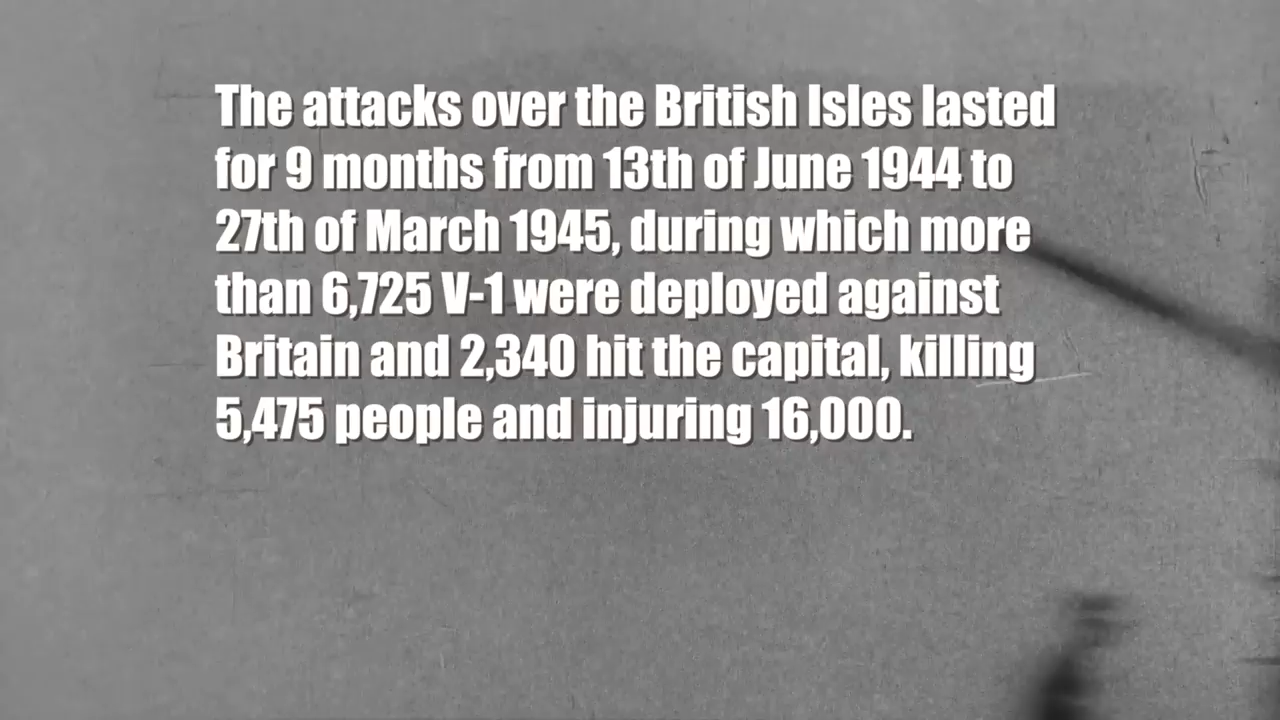 The attacks over the British Isles lasted
for 9 months from 13th of June 1944 to
27th of March 1945, during which more
than 6,725 V-1 were deployed against
Britain and 2,340 hit the capital, killing
5,475 people and injuring 16,000.